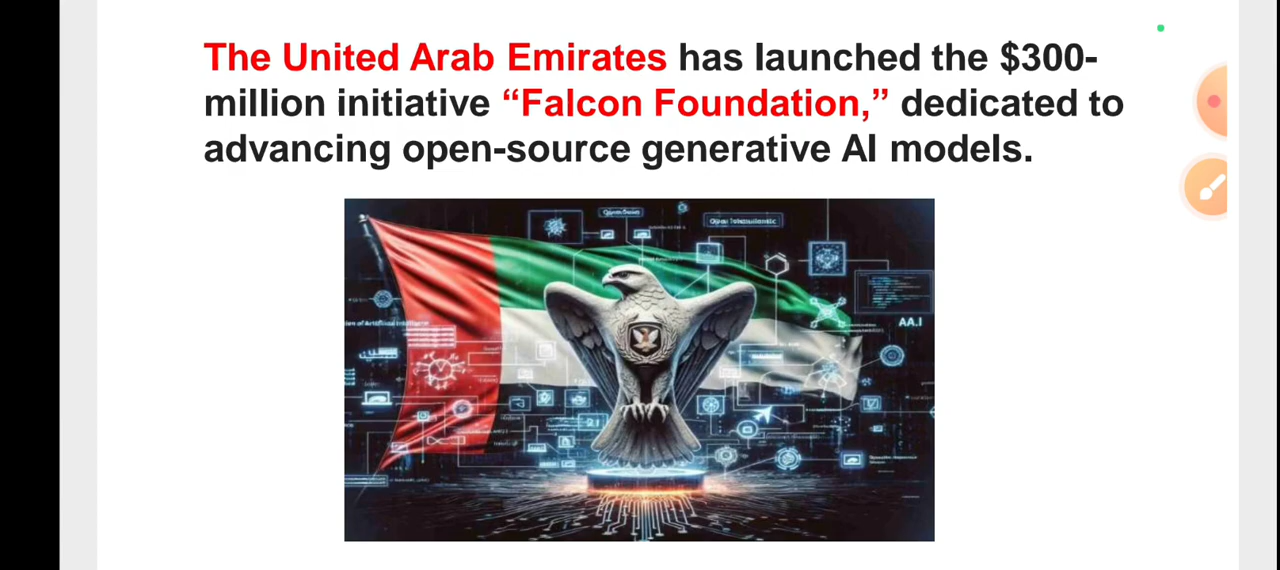 The United Arab Emirates has launched the $300-
million initiative “Falcon Foundation,” dedicated to
advancing open-source generative AI models.
AA.I